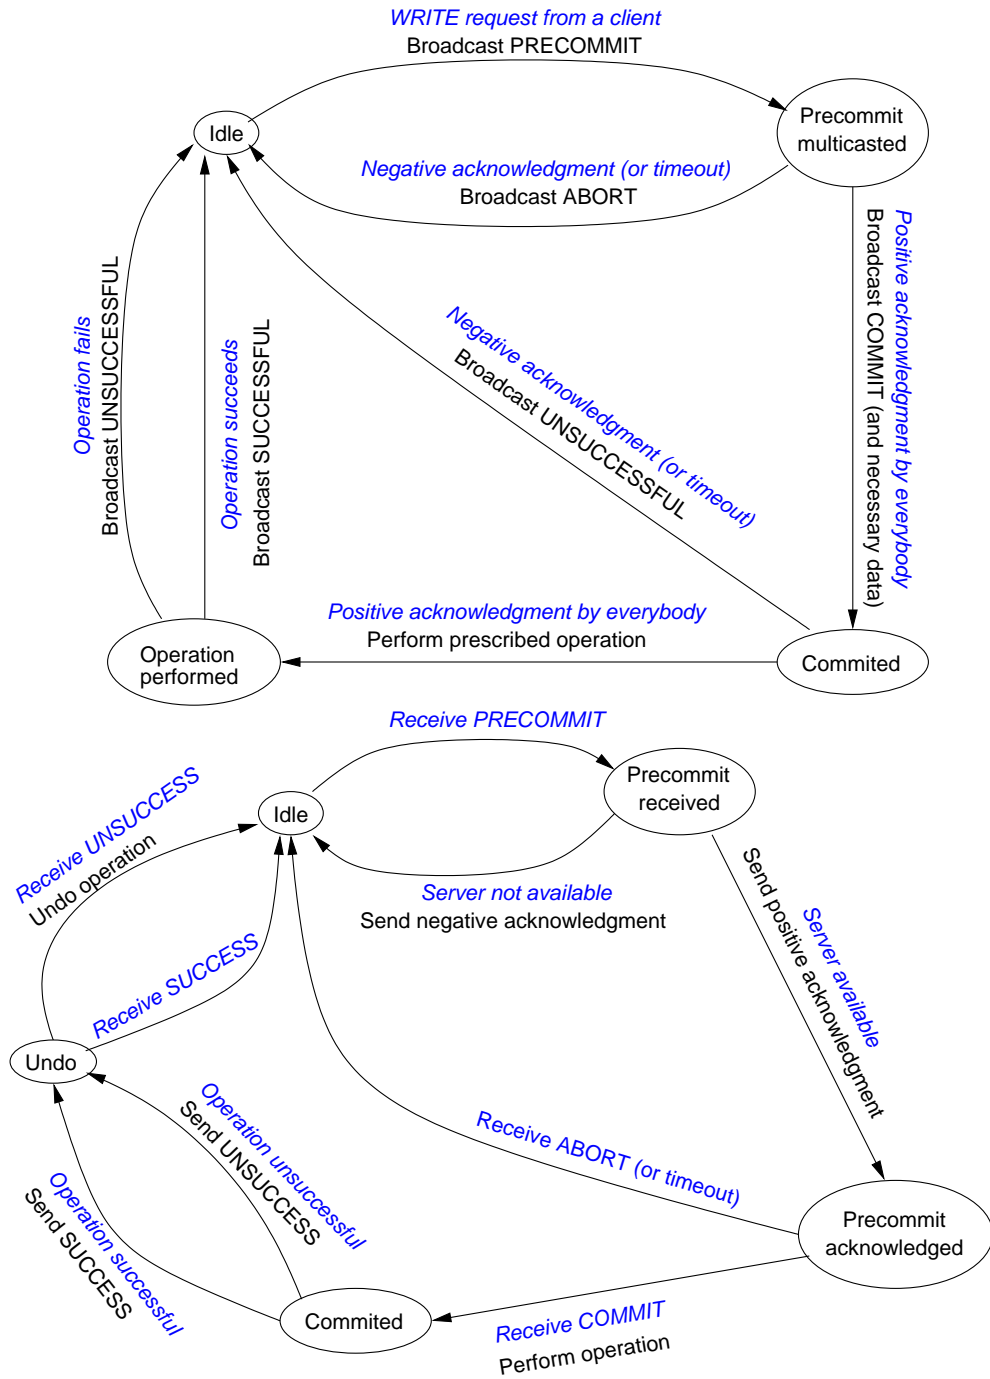 WRITE request from a client
Broadcast PRECOMMIT
Idle
Precommit
multicasted
Negative acknowledgment (or timeout)
Broadcast ABORT
Positive acknowledgment by everybody
Broadcast COMMIT (and necessary data)
Negative acknowledgment (or timeout)
Broadcast UNSUCCESSFUL
Operation fails
Broadcast UNSUCCESSFUL
Operation succeeds
Broadcast SUCCESSFUL
Positive acknowledgment by everybody
Perform prescribed operation
Operation
performed
Commited
Receive PRECOMMIT
Precommit
received
Idle
Receive UNSUCCESS
Undo operation
Server not available
Send negative acknowledgment
Receive SUCCESS
Server available
Send positive acknowledgment
Undo
Operation unsuccessful
Send UNSUCCESS
Receive ABORT (or timeout)
Operation successful
Send SUCCESS
Precommit
acknowledged
Commited
Receive COMMIT
Perform operation